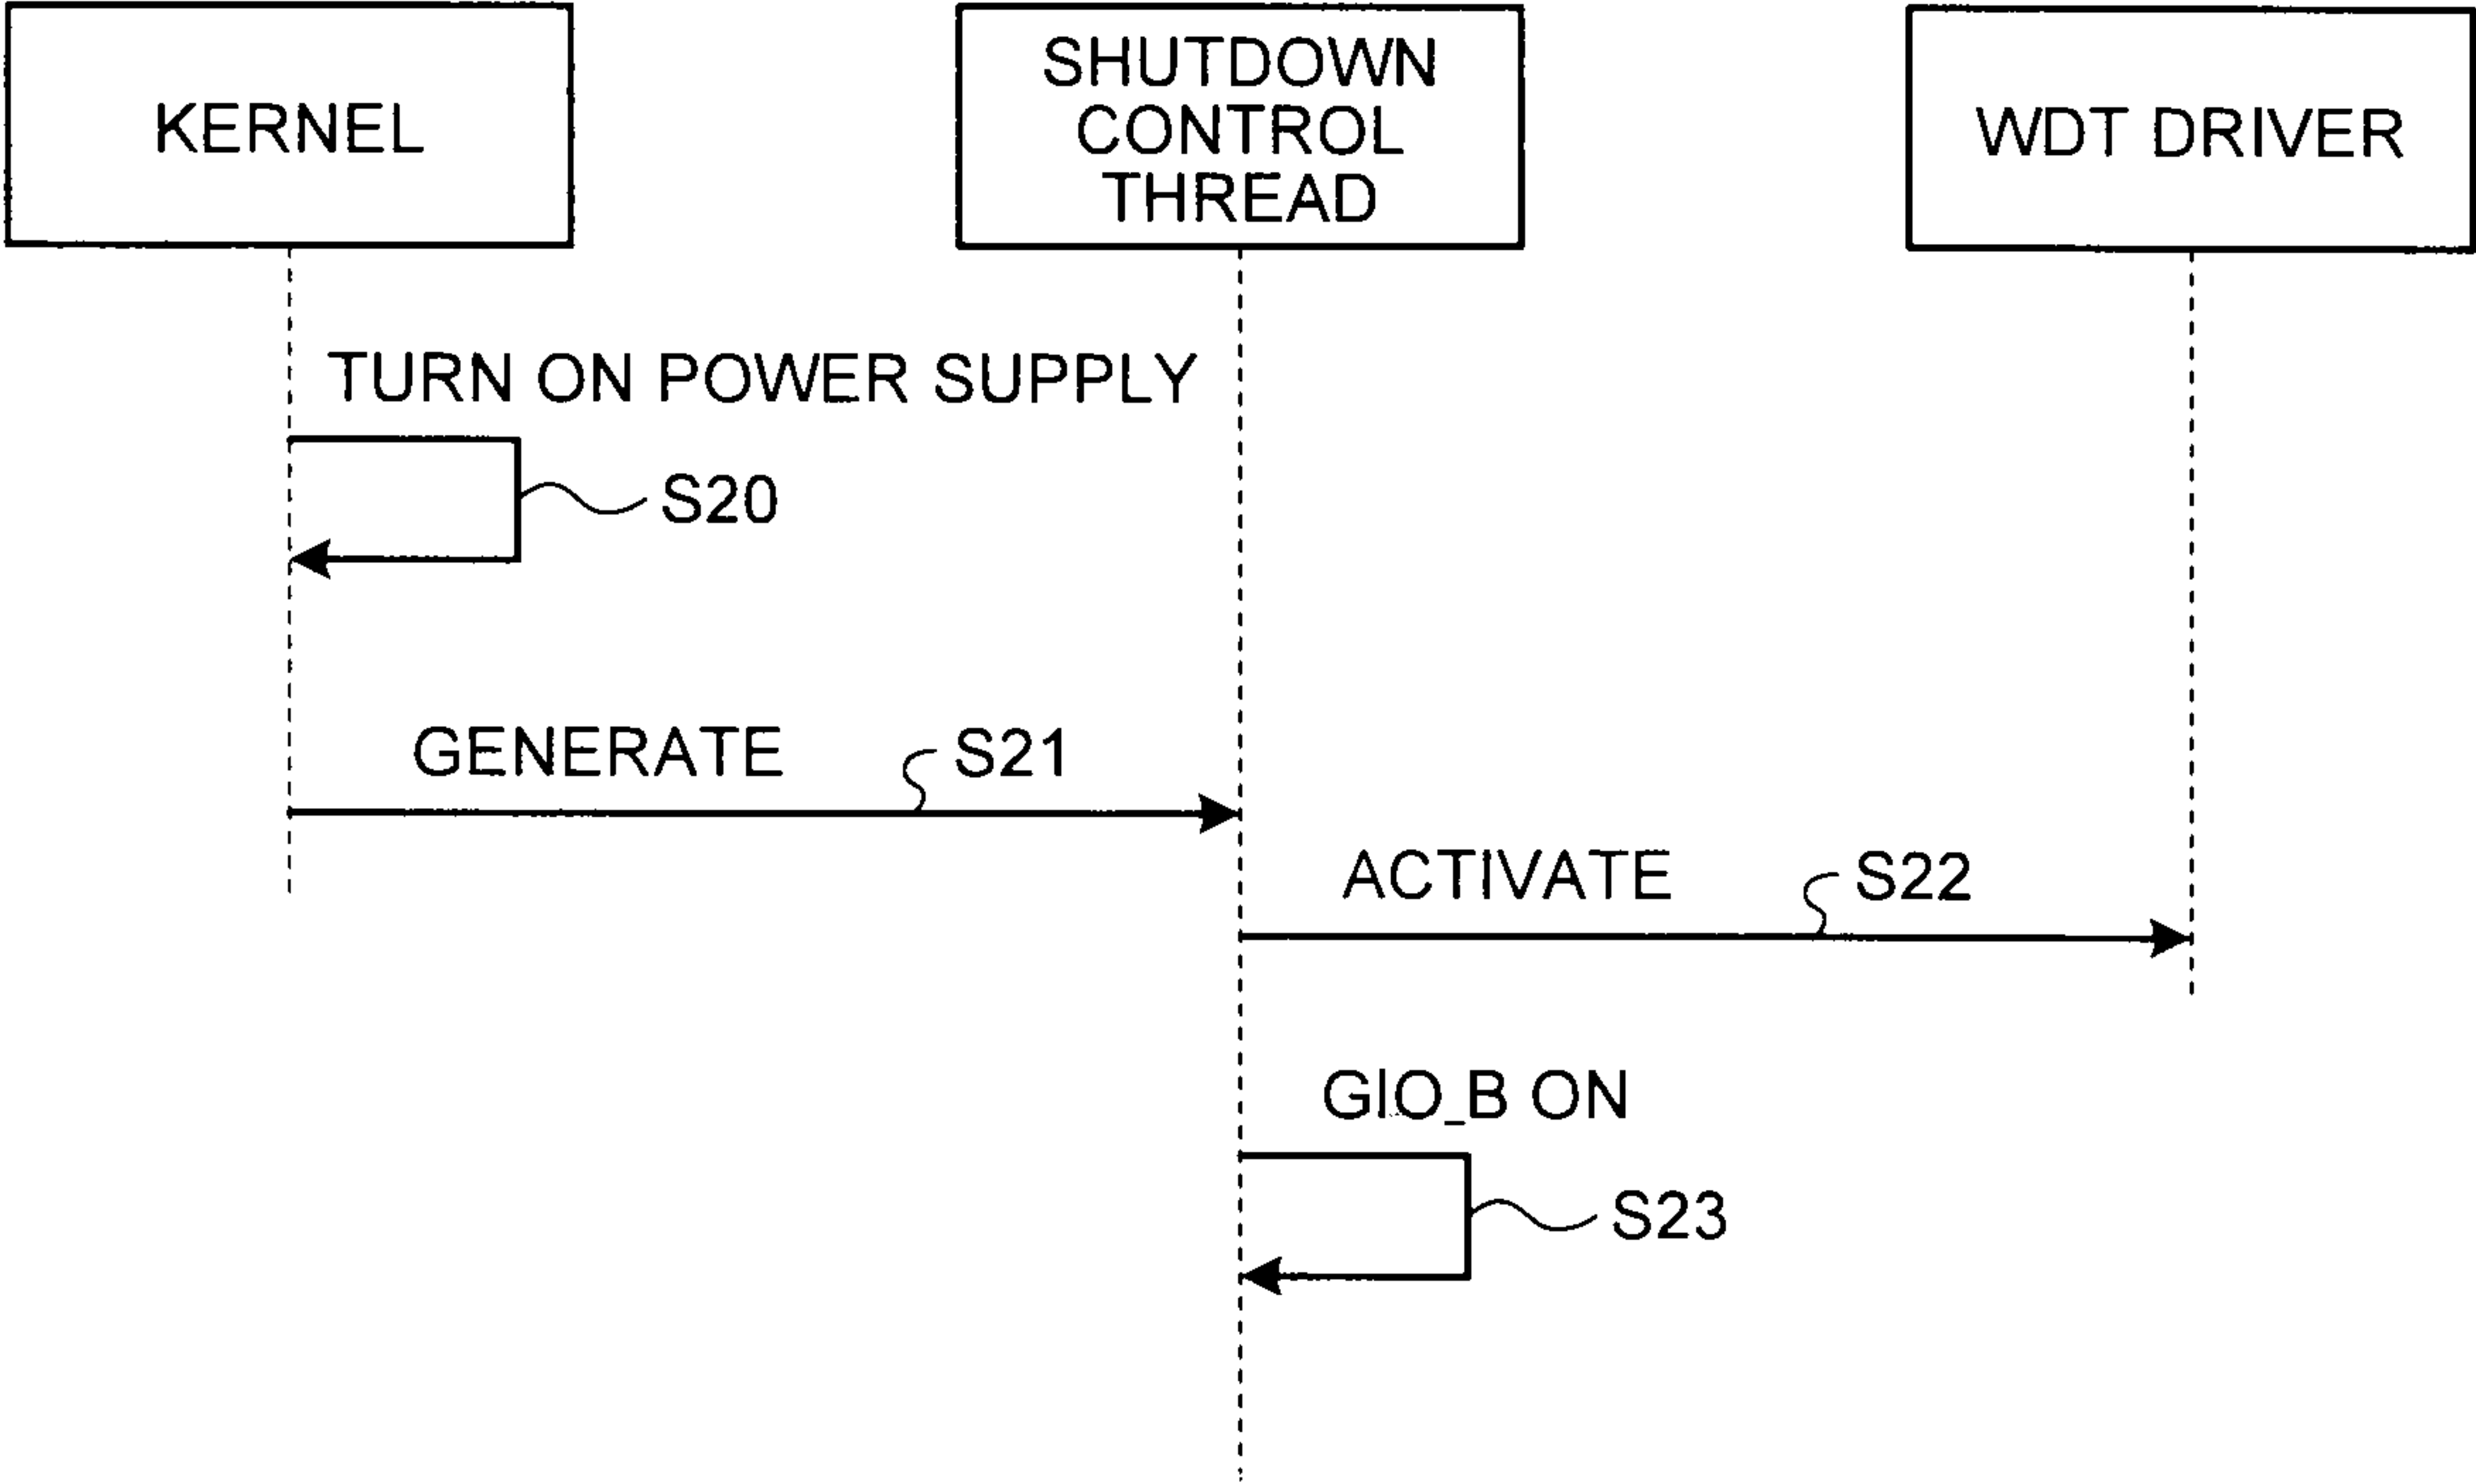 KERNEL
SHUTDOWN
CONTROL
THREAD
WDT DRIVER
TURN ON POWER SUPPLY
S20
GENERATE
S21
ACTIVATE
S22
GIO_B ON
S23